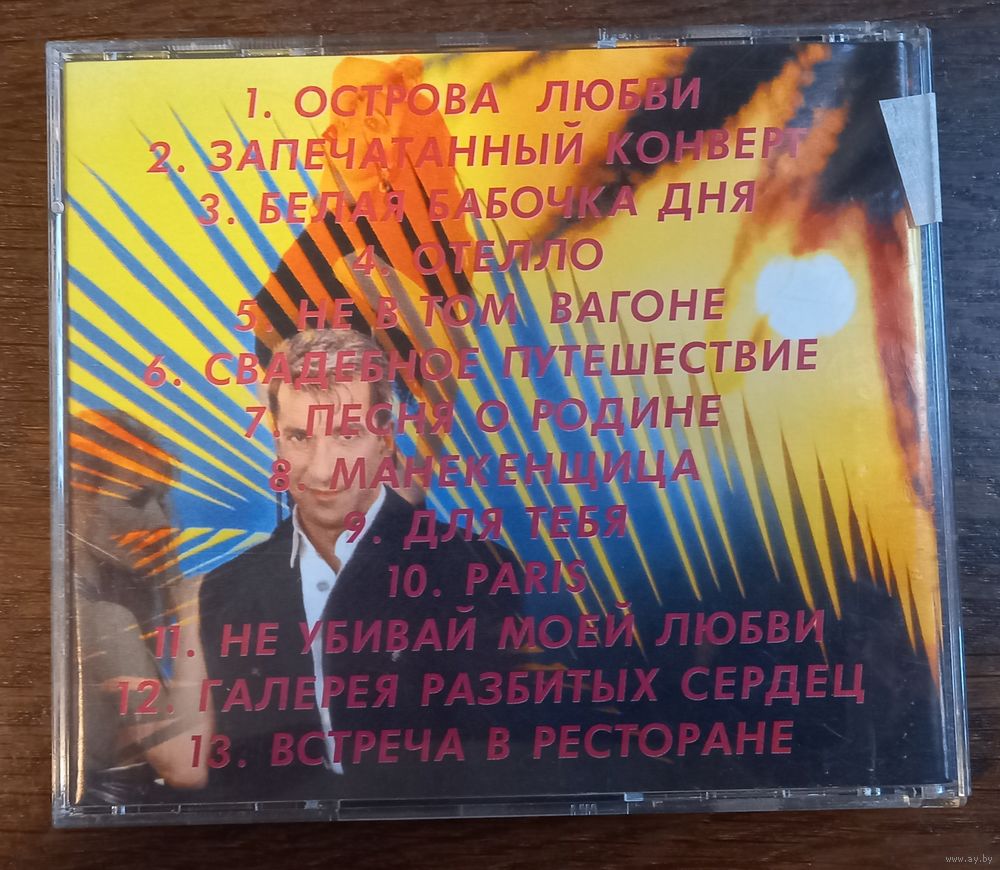 1. ОСТРОВА ЛЮБВИ
2. ЗАПЕЧАТАННЫЙ КОНВЕРТ
3. БЕЛАЯ БАБОЧКА ДНЯ
4. ОТЕЛЛО
5. НЕ В ТОМ ВАГОНЕ
6. СВАДЕБНОЕ ПУТЕШЕСТВИЕ
7. ПЕСНЯ О РОДИНЕ
8. МАНЕКЕНЩИЦА
9. ДЛЯ ТЕБЯ
10. PARIS
11. НЕ УБИВАЙ МОЕЙ ЛЮБВИ
12. ГАЛЕРЕЯ РАЗБИТЫХ СЕРДЕЦ
13. ВСТРЕЧА В РЕСТОРАНЕ
www.ay.by